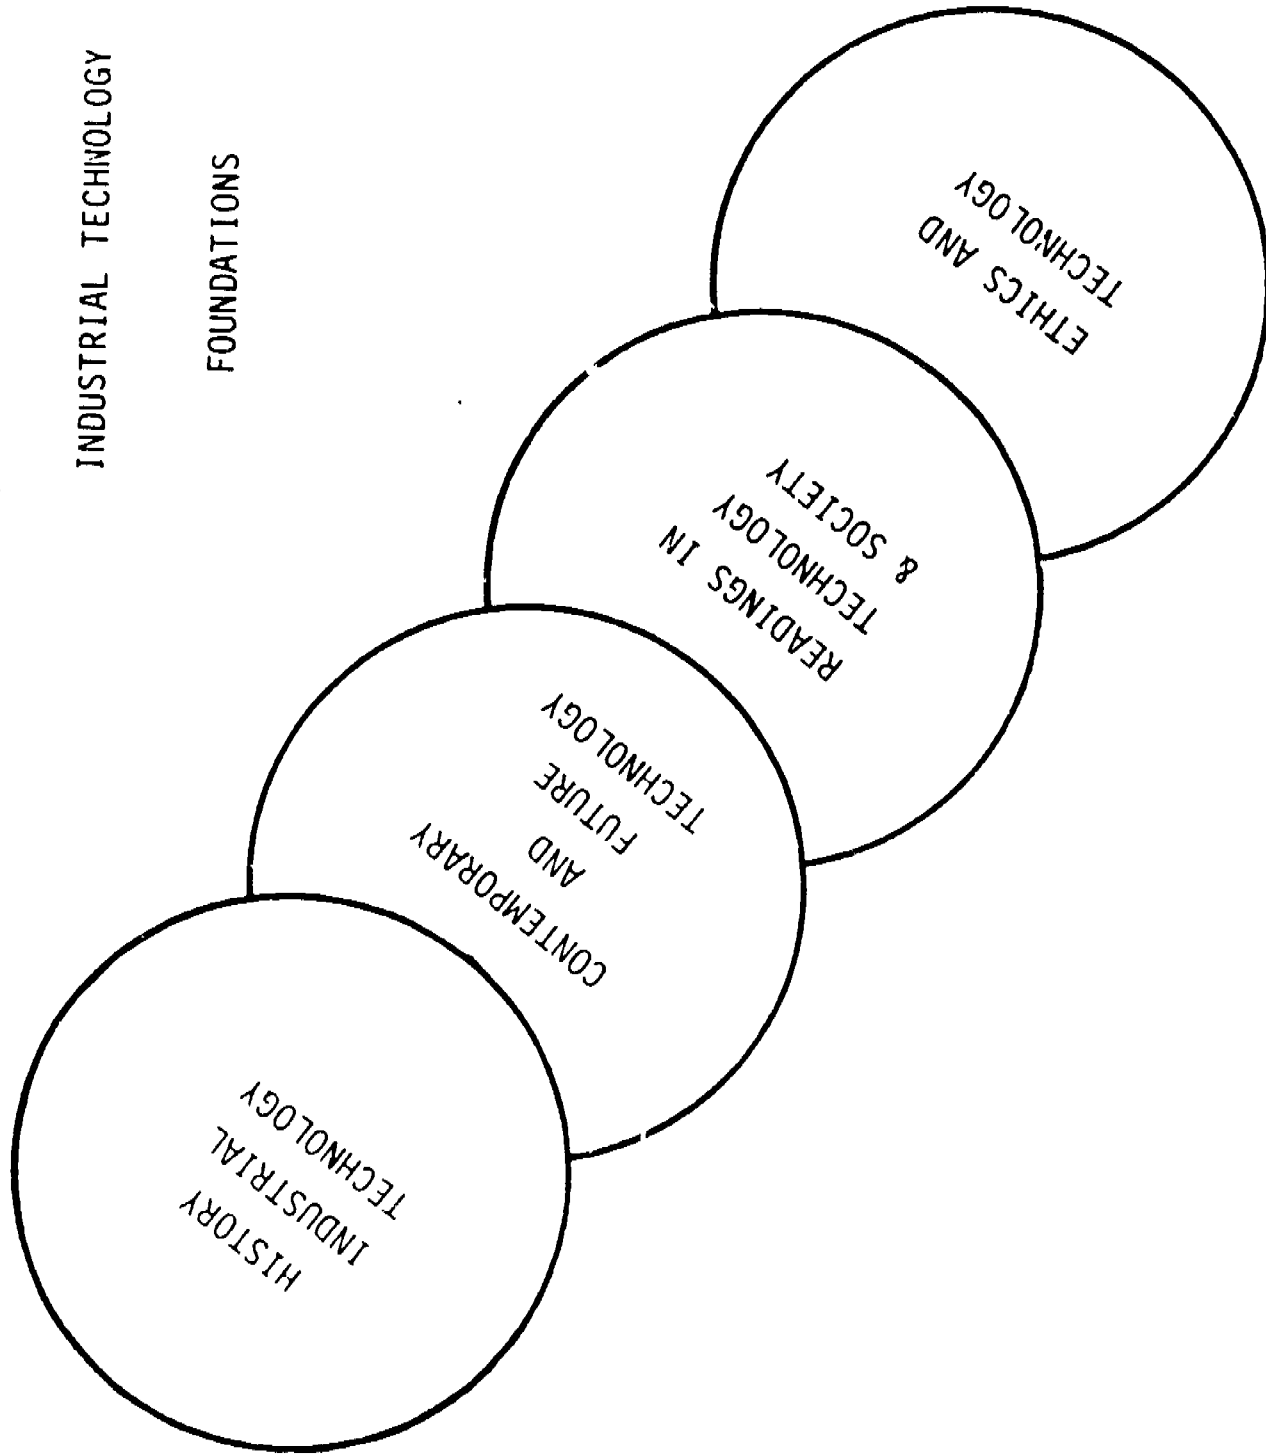 INDUSTRIAL TECHNOLOGY
FOUNDATIONS
HISTORY
INDUSTRIAL
TECHNOLOGY
CONTEMPORARY
AND
FUTURE
TECHNOLOGY
READINGS IN
TECHNOLOGY
& SOCIETY
ETHICS AND
TECHNOLOGY